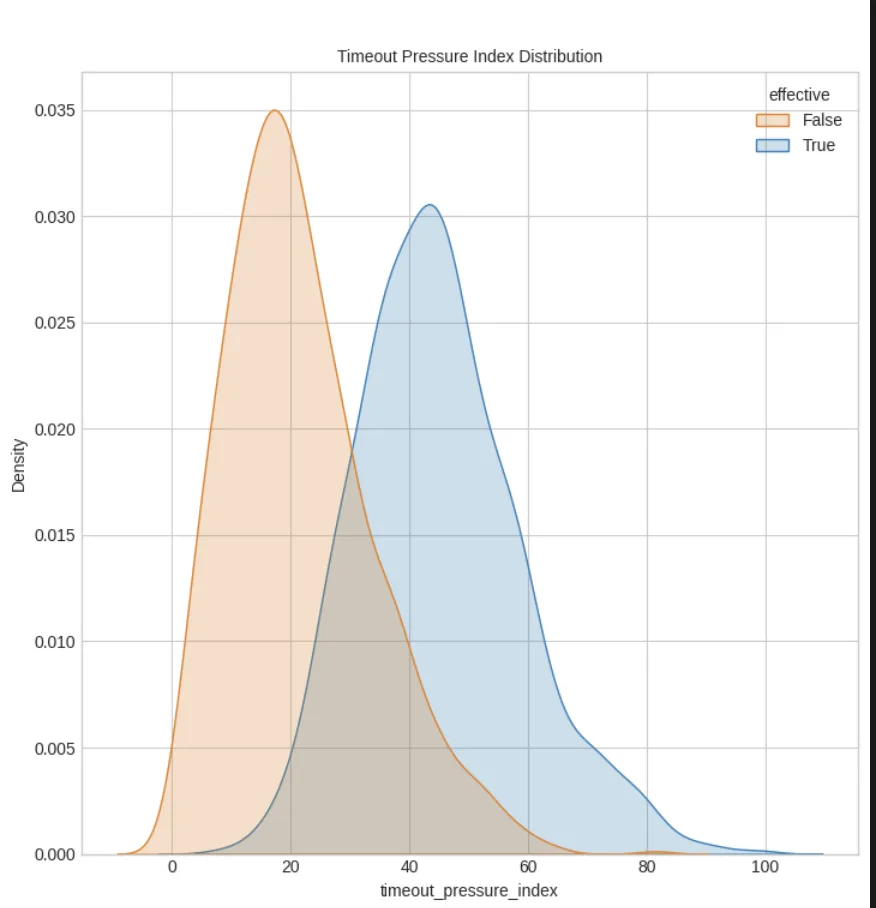 Timeout Pressure Index Distribution
effective
False
True
Density
0.035
0.030
0.025
0.020
0.015
0.010
0.005
0.000
0 20 40 60 80 100
timeout_pressure_index